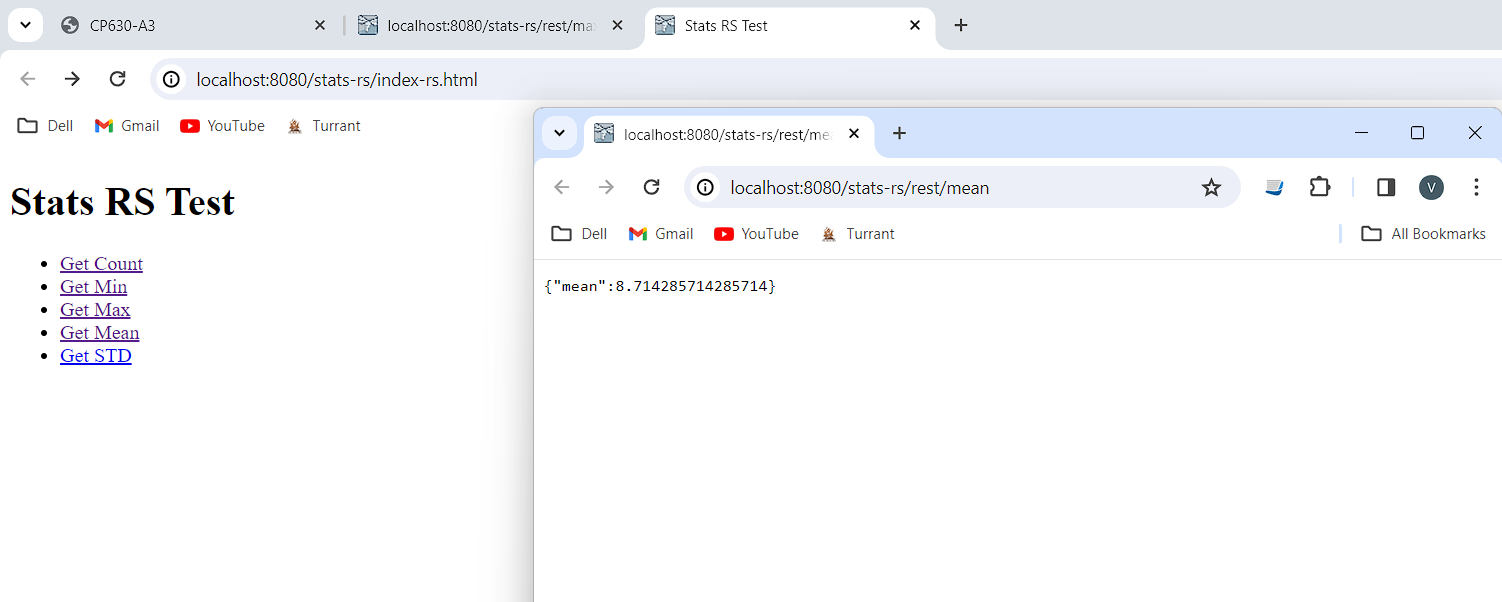 CP630-A3
localhost:8080/stats-rs/rest/ma
Stats RS Test
localhost:8080/stats-rs/index-rs.html
Dell
Gmail
YouTube
Turrant
Stats RS Test
Get Count
Get Min
Get Max
Get Mean
Get STD
localhost:8080/stats-rs/rest/me
localhost:8080/stats-rs/rest/mean
V
Dell
Gmail
YouTube
Turrant
All Bookmarks
{"mean":8.714285714285714}